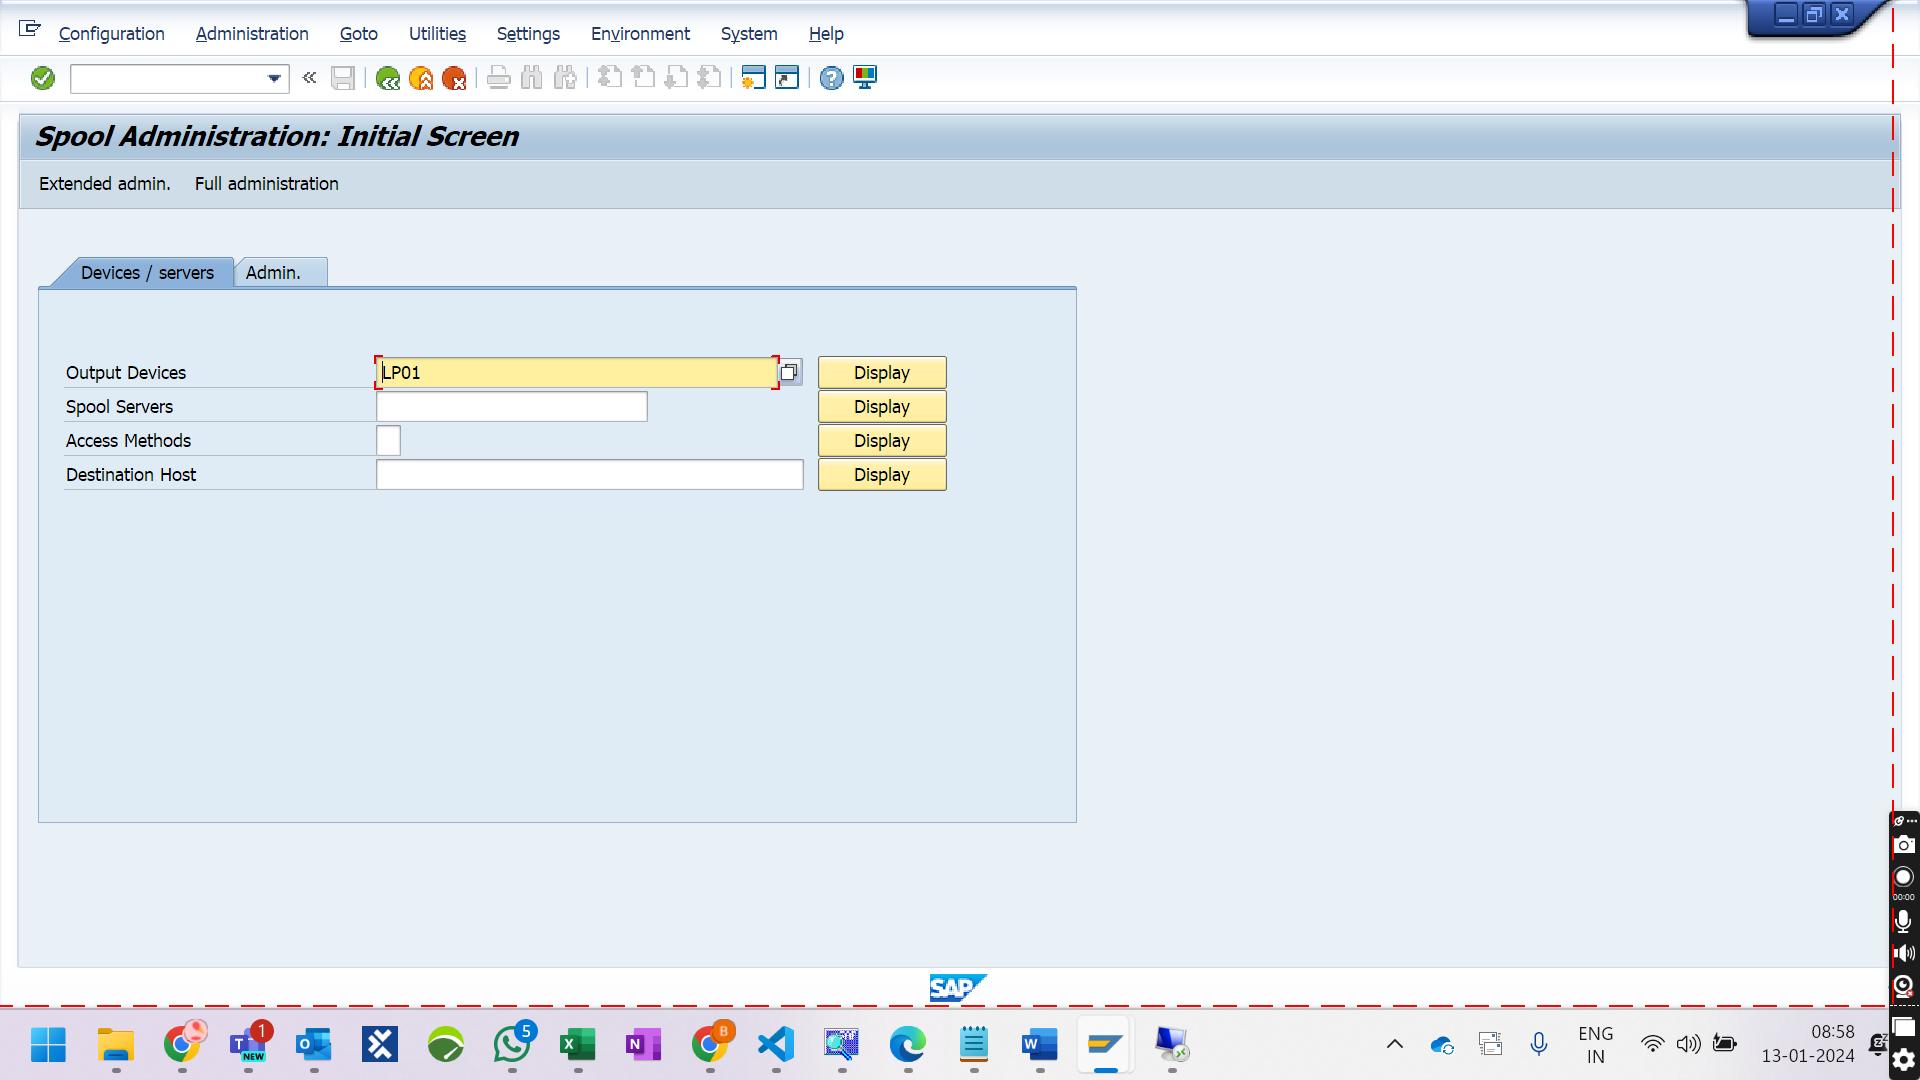 Configuration Administration Goto Utilities Settings Environment System Help
Spool Administration: Initial Screen
Extended admin. Full administration
Devices / servers Admin.
Output Devices LP01 Display
Spool Servers Display
Access Methods Display
Destination Host Display
00:00
SAP
1
NEW
5
B
ENG
IN
08:58
13-01-2024